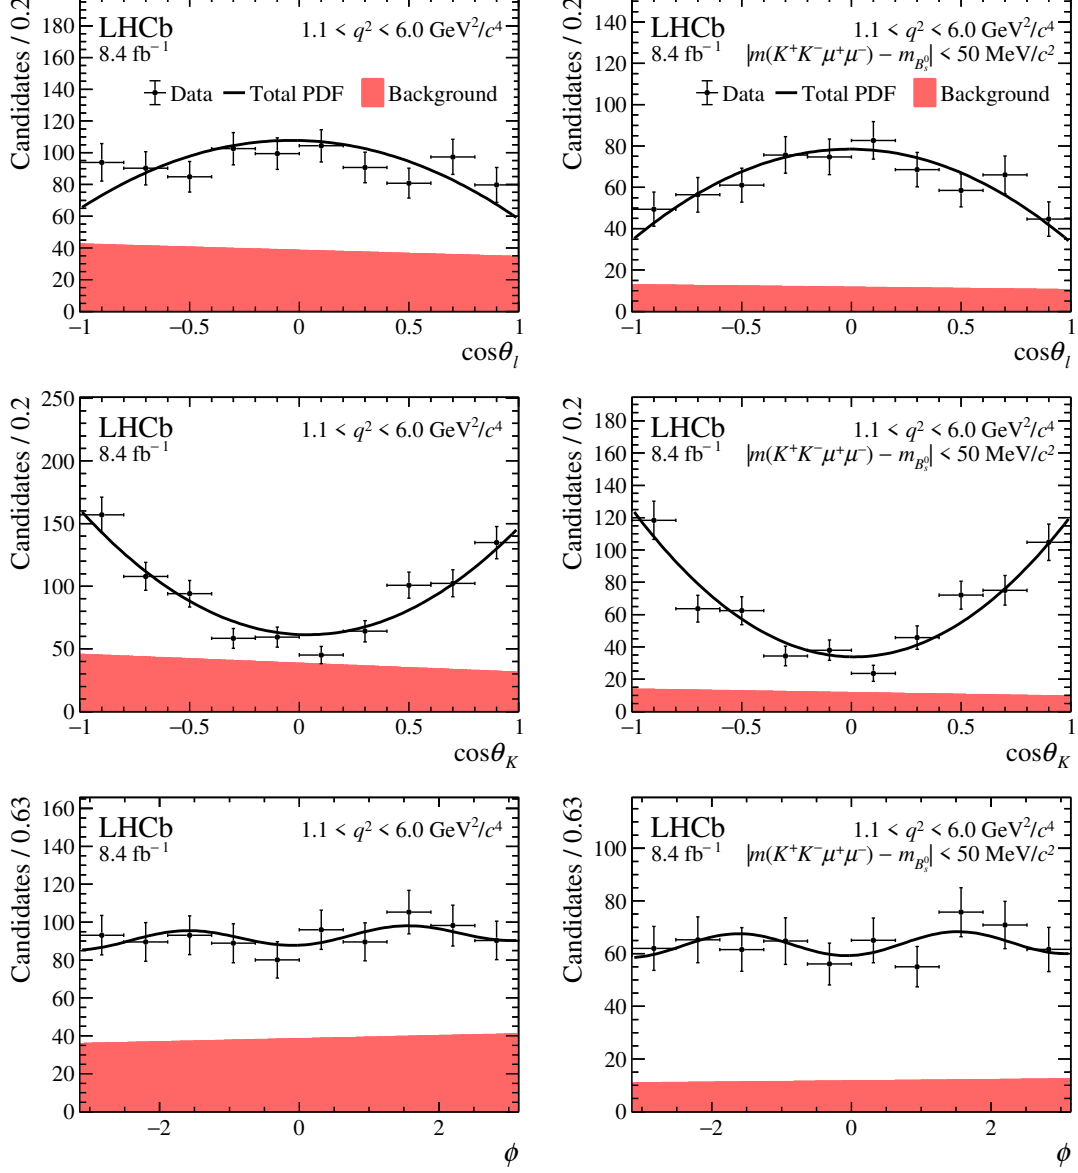 LHCb 1.1 < q² < 6.0 GeV²/c⁴
8.4 fb⁻¹
Data Total PDF Background
Candidates / 0.2
180
160
140
120
100
80
60
40
20
0
−1 −0.5 0 0.5 1
cosθ_l
LHCb 1.1 < q² < 6.0 GeV²/c⁴
8.4 fb⁻¹ |m(K⁺K⁻μ⁺μ⁻) − m_{B_s^0}| < 50 MeV/c²
Data Total PDF Background
Candidates / 0.2
140
120
100
80
60
40
20
0
−1 −0.5 0 0.5 1
cosθ_l
LHCb 1.1 < q² < 6.0 GeV²/c⁴
8.4 fb⁻¹
Candidates / 0.2
250
200
150
100
50
0
−1 −0.5 0 0.5 1
cosθ_K
LHCb 1.1 < q² < 6.0 GeV²/c⁴
8.4 fb⁻¹ |m(K⁺K⁻μ⁺μ⁻) − m_{B_s^0}| < 50 MeV/c²
Candidates / 0.2
180
160
140
120
100
80
60
40
20
0
−1 −0.5 0 0.5 1
cosθ_K
LHCb 1.1 < q² < 6.0 GeV²/c⁴
8.4 fb⁻¹
Candidates / 0.63
160
140
120
100
80
60
40
20
0
−2 0 2
ϕ
LHCb 1.1 < q² < 6.0 GeV²/c⁴
8.4 fb⁻¹ |m(K⁺K⁻μ⁺μ⁻) − m_{B_s^0}| < 50 MeV/c²
Candidates / 0.63
100
80
60
40
20
0
−2 0 2
ϕ